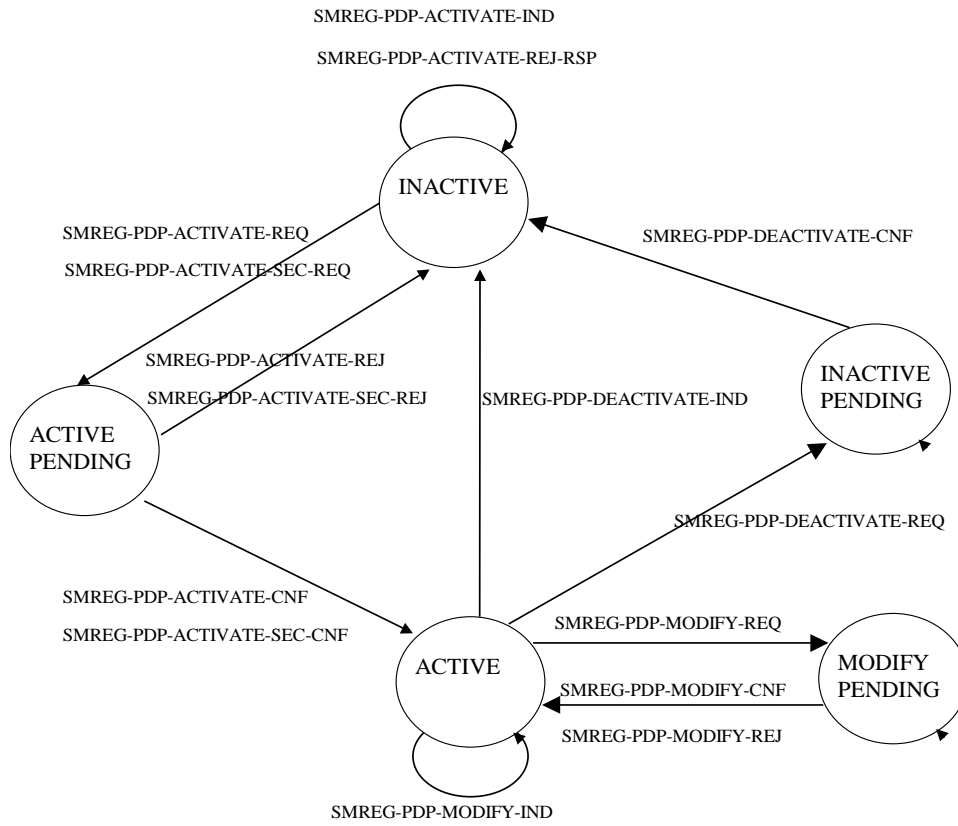 SMREG-PDP-ACTIVATE-IND
SMREG-PDP-ACTIVATE-REJ-RSP
INACTIVE
SMREG-PDP-ACTIVATE-REQ
SMREG-PDP-DEACTIVATE-CNF
SMREG-PDP-ACTIVATE-SEC-REQ
SMREG-PDP-ACTIVATE-REJ
SMREG-PDP-ACTIVATE-SEC-REJ
SMREG-PDP-DEACTIVATE-IND
INACTIVE
PENDING
ACTIVE
PENDING
SMREG-PDP-DEACTIVATE-REQ
SMREG-PDP-ACTIVATE-CNF
SMREG-PDP-ACTIVATE-SEC-CNF
SMREG-PDP-MODIFY-REQ
ACTIVE
MODIFY
PENDING
SMREG-PDP-MODIFY-CNF
SMREG-PDP-MODIFY-REJ
SMREG-PDP-MODIFY-IND